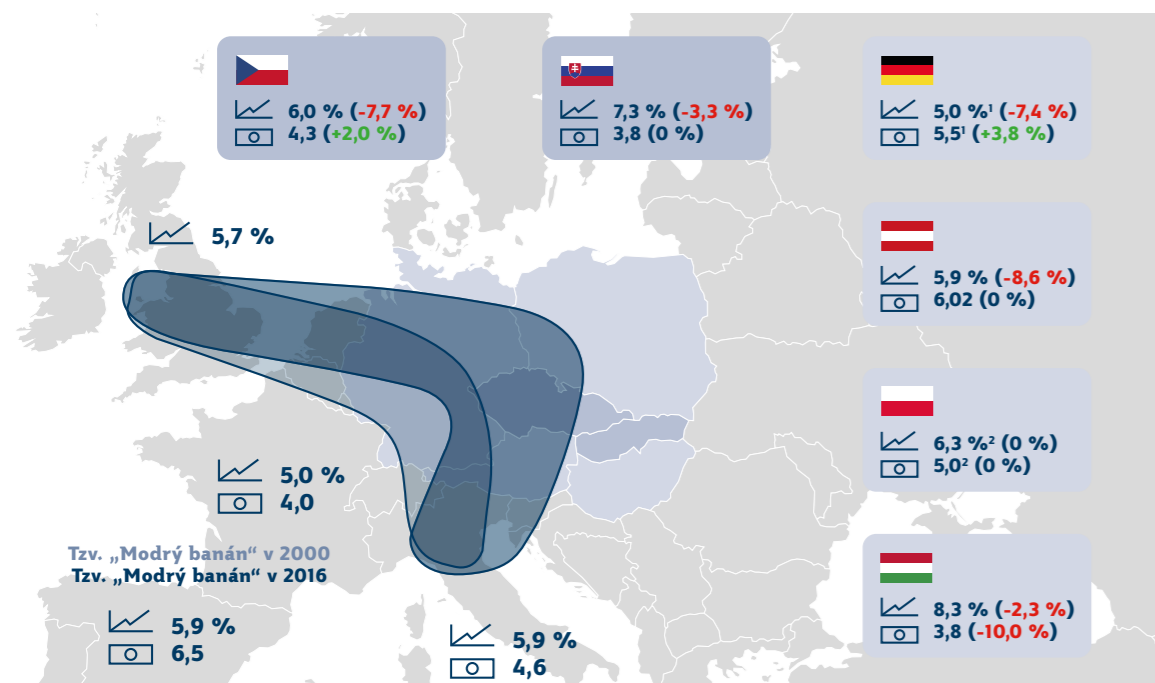 6,0 % (-7,7 %)
4,3 (+2,0 %)
7,3 % (-3,3 %)
3,8 (0 %)
5,0 %¹ (-7,4 %)
5,5¹ (+3,8 %)
5,7 %
5,9 % (-8,6 %)
6,02 (0 %)
6,3 %² (0 %)
5,0² (0 %)
5,0 %
4,0
Tzv. „Modrý banán“ v 2000
Tzv. „Modrý banán“ v 2016
8,3 % (-2,3 %)
3,8 (-10,0 %)
5,9 %
6,5
5,9 %
4,6